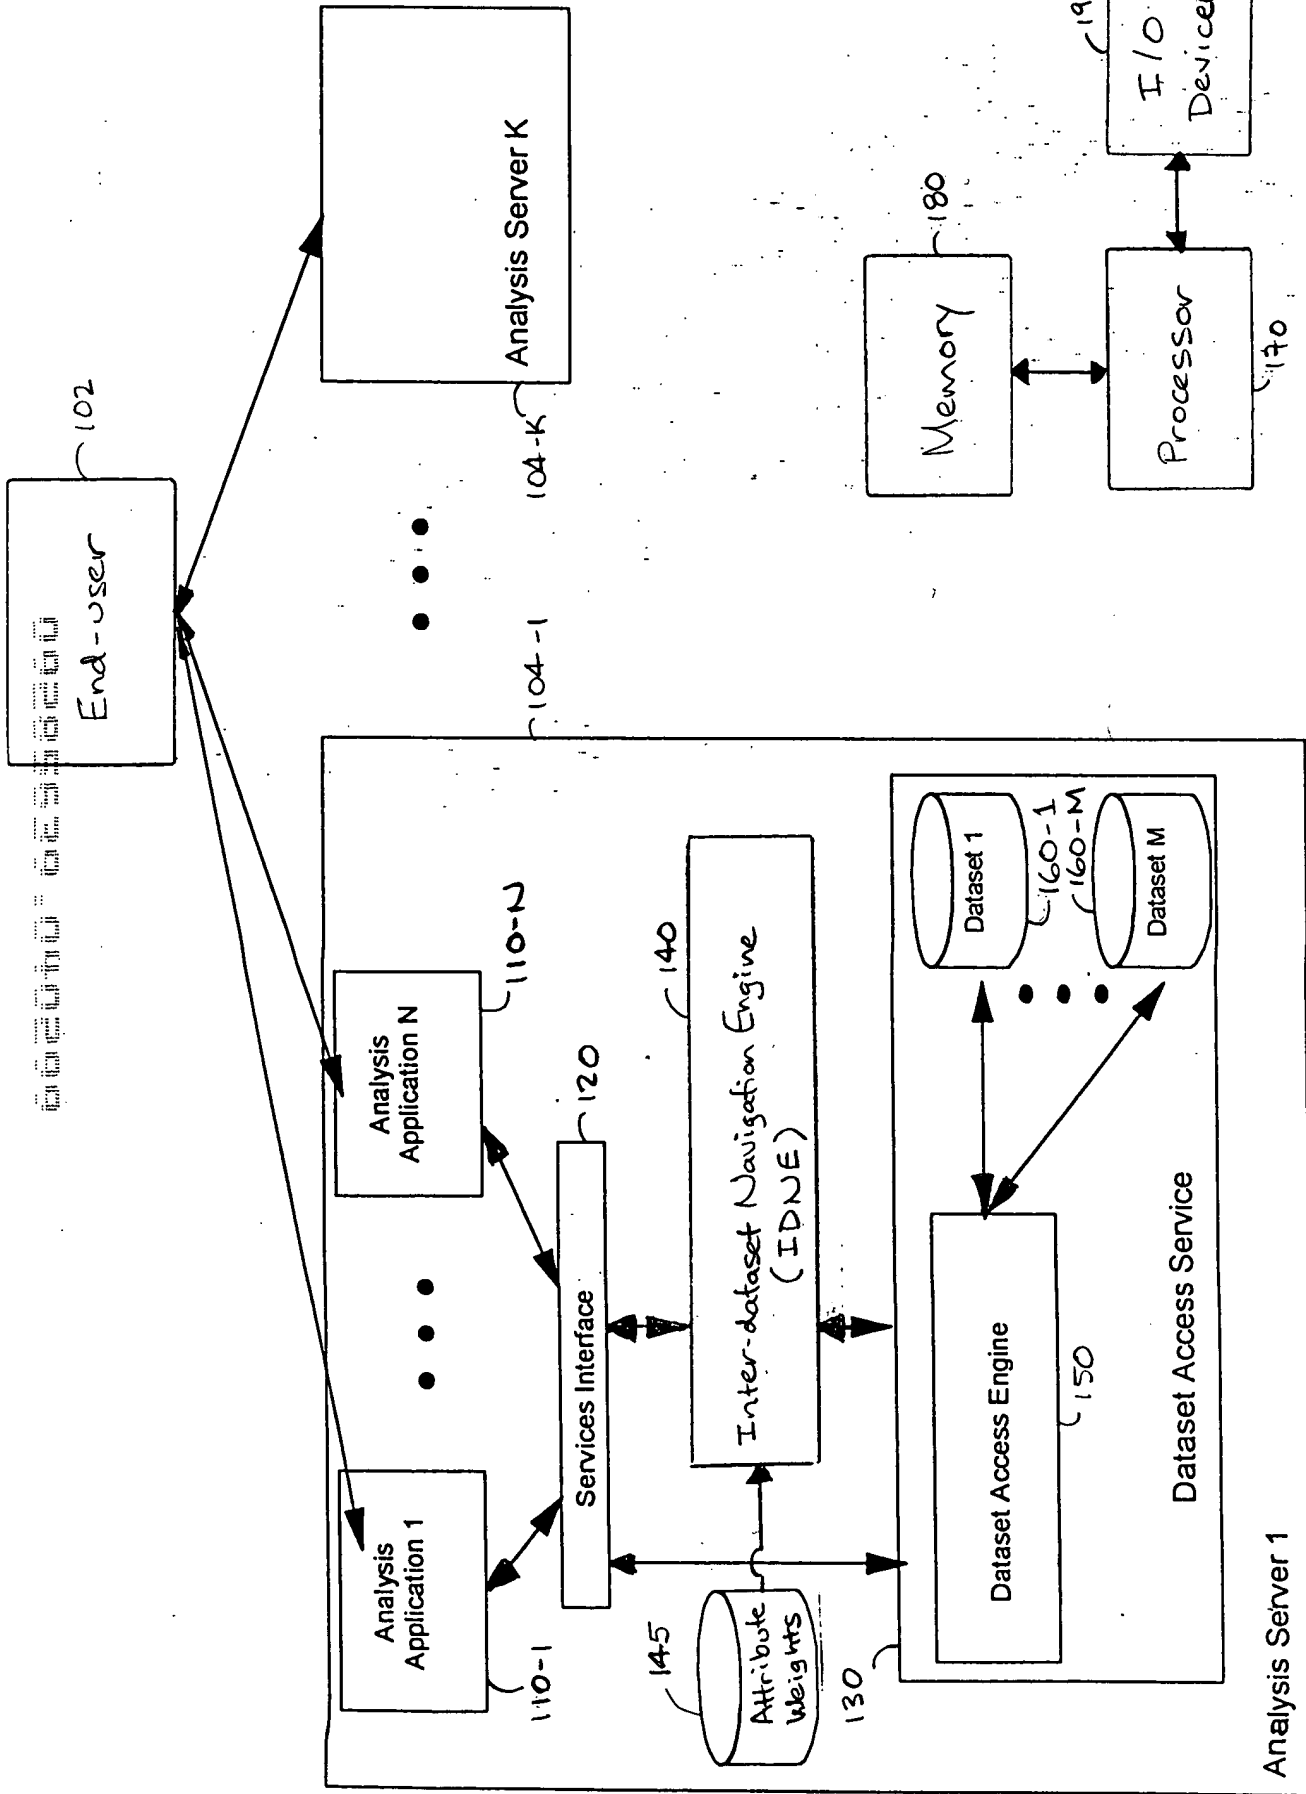 End-user
102
Analysis Server K
104-K
104-1
Analysis
Application 1
110-1
Analysis
Application N
110-N
Services Interface
120
Inter-dataset Navigation Engine
(IDNE)
140
Attribute
Weights
145
130
Dataset Access Engine
150
Dataset 1
160-1
160-M
Dataset M
Dataset Access Service
Analysis Server 1
Memory
180
Processor
170
I/O